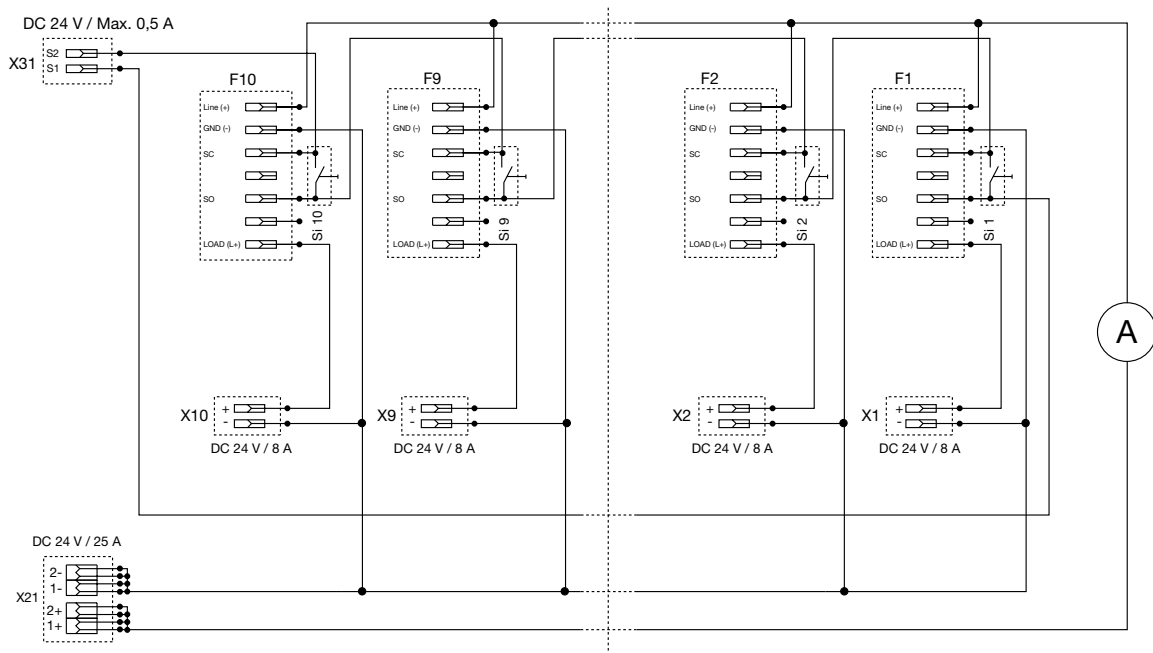 DC 24 V / Max. 0,5 A
X31
S2
S1
F10
Line (+)
GND (-)
SC
SO
LOAD (L+)
Si 10
F9
Line (+)
GND (-)
SC
SO
LOAD (L+)
Si 9
F2
Line (+)
GND (-)
SC
SO
LOAD (L+)
Si 2
F1
Line (+)
GND (-)
SC
SO
LOAD (L+)
Si 1
A
X10
+
-
DC 24 V / 8 A
X9
+
-
DC 24 V / 8 A
X2
+
-
DC 24 V / 8 A
X1
+
-
DC 24 V / 8 A
DC 24 V / 25 A
X21
2-
1-
2+
1+